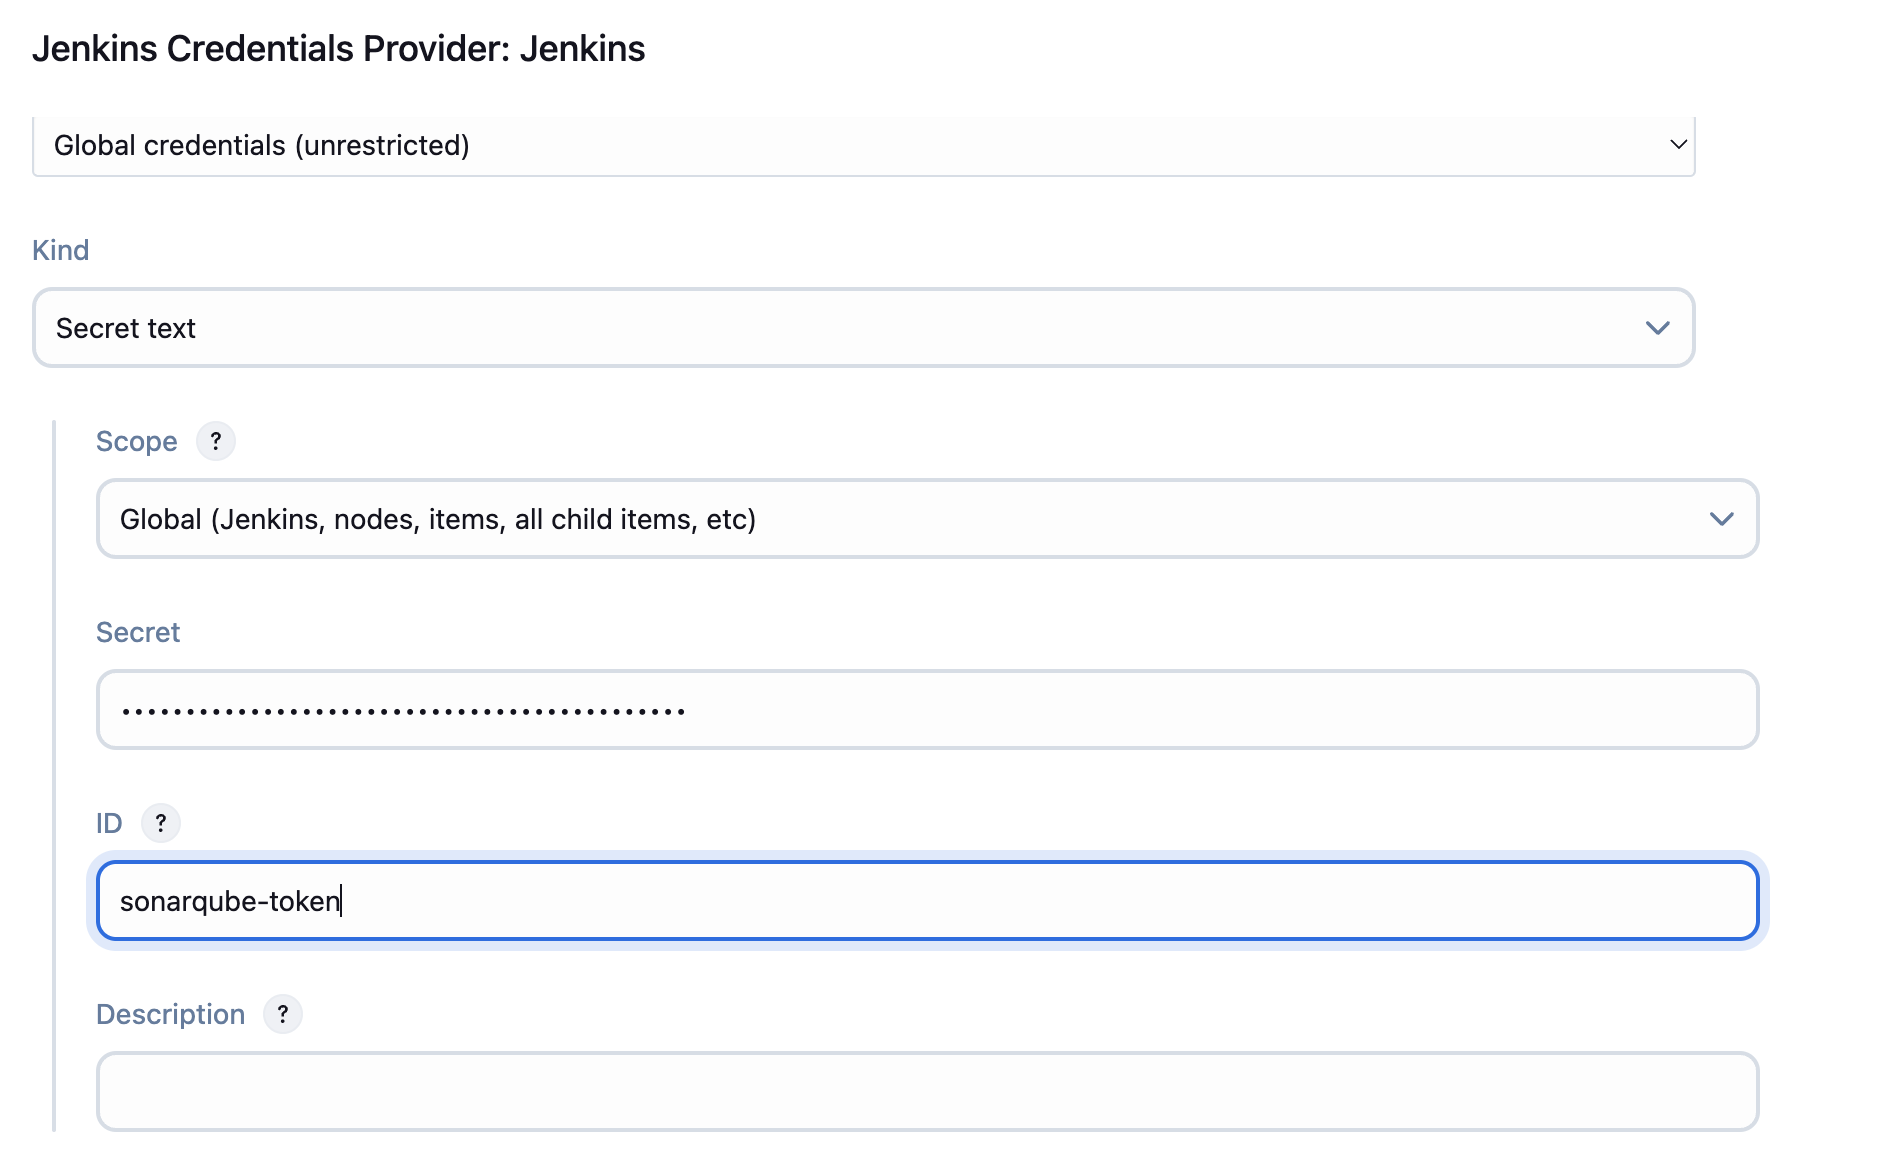 Jenkins Credentials Provider: Jenkins
Global credentials (unrestricted)
Kind
Secret text
Scope ?
Global (Jenkins, nodes, items, all child items, etc)
Secret
••••••••••••••••••••••••••••••••••••••••••••
ID ?
sonarqube-token
Description ?